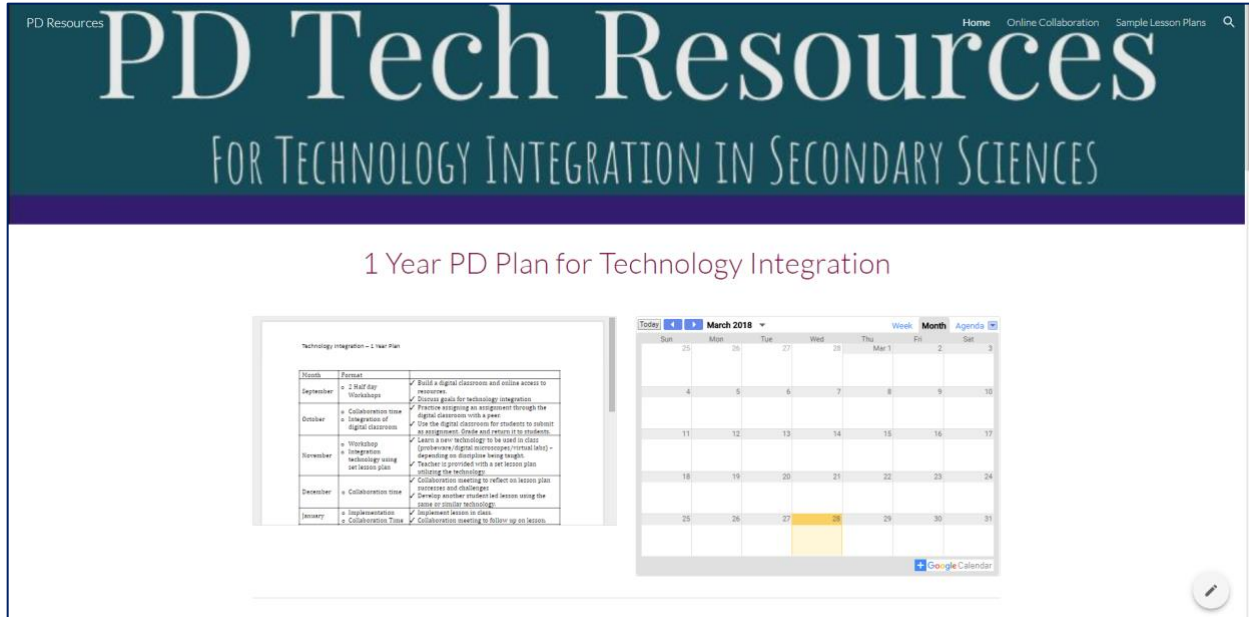 PD Resources
Home Online Collaboration Sample Lesson Plans
PD Tech Resources
FOR TECHNOLOGY INTEGRATION IN SECONDARY SCIENCES
1 Year PD Plan for Technology Integration
Technology Integration – 1 Year Plan
Month Format
September
o 2 Half day
Workshops
✓ Build a digital classroom and online access to
resources.
✓ Discuss goals for technology integration
October
o Collaboration time
o Integration of
digital classroom
✓ Practice assigning an assignment through the
digital classroom with a peer.
✓ Use the digital classroom for students to submit
an assignment. Grade and return it to students.
November
o Workshop
o Integration
technology using
set lesson plan
✓ Learn a new technology to be used in class
(probeware/digital microscopes/virtual labs) –
depending on discipline being taught.
✓ Teacher is provided with a set lesson plan
utilizing the technology.
December
o Collaboration time
✓ Collaboration meeting to reflect on lesson plan
successes and challenges
✓ Develop another student led lesson using the
same or similar technology.
January
o Implementation
o Collaboration Time
✓ Implement lesson in class.
✓ Collaboration meeting to follow up on lesson.
Today March 2018 Week Month Agenda
Sun Mon Tue Wed Thu Fri Sat
25 26 27 28 Mar 1 2 3
4 5 6 7 8 9 10
11 12 13 14 15 16 17
18 19 20 21 22 23 24
25 26 27 28 29 30 31
Google Calendar